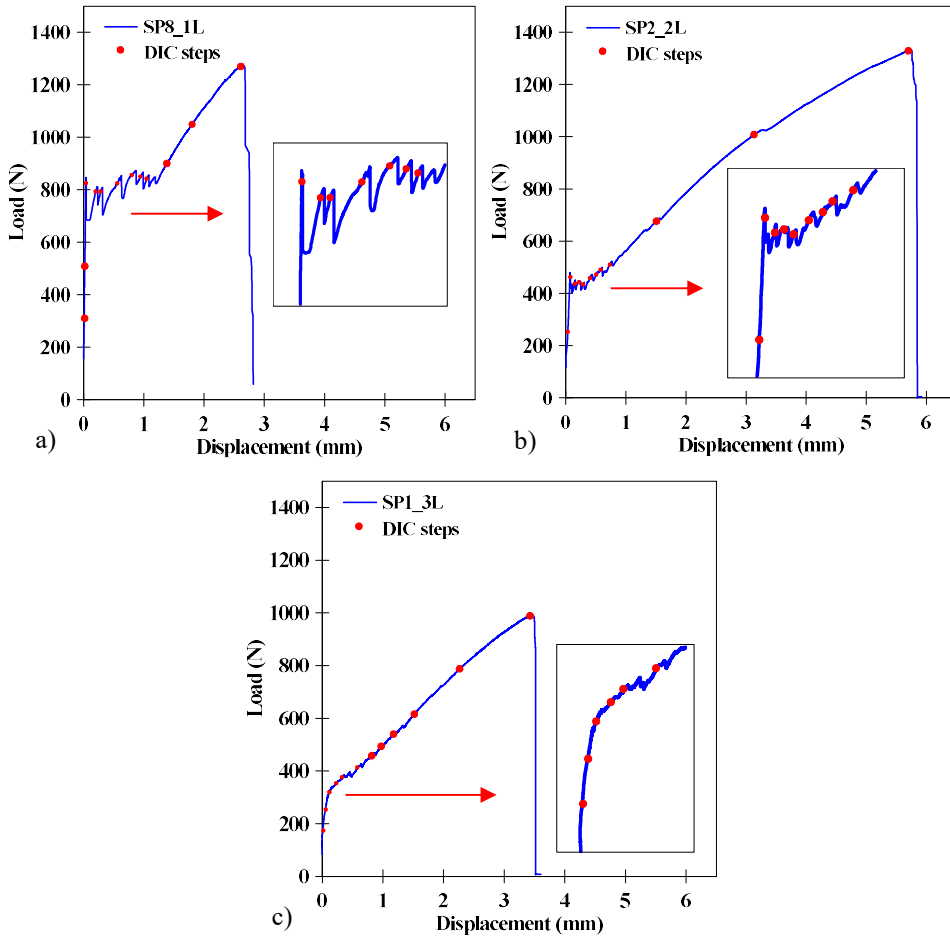 SP8_1L
DIC steps
1400
1200
1000
800
600
400
200
0
Load (N)
0 1 2 3 4 5 6
Displacement (mm)
a)
SP2_2L
DIC steps
1400
1200
1000
800
600
400
200
0
Load (N)
0 1 2 3 4 5 6
Displacement (mm)
b)
SP1_3L
DIC steps
1400
1200
1000
800
600
400
200
0
Load (N)
0 1 2 3 4 5 6
Displacement (mm)
c)